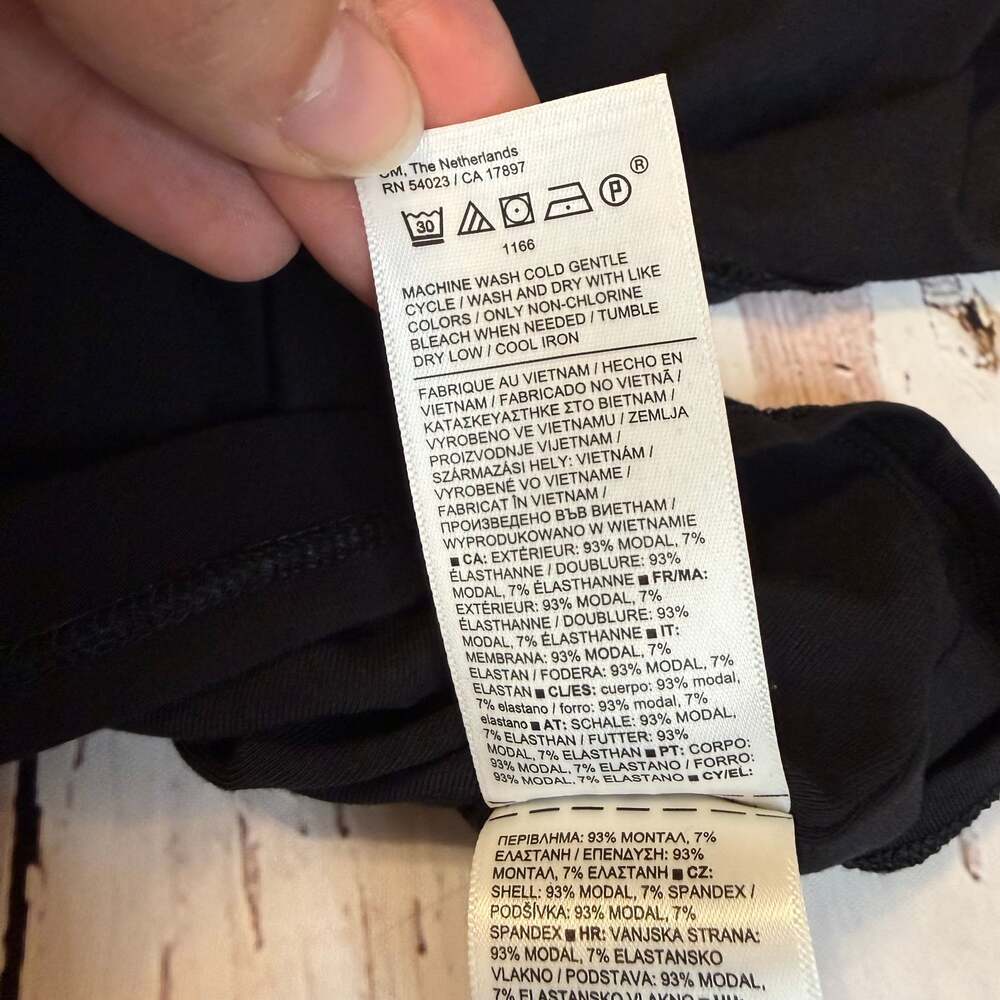 The Netherlands
RN 54023 / CA 17897
30 P ®
1166
MACHINE WASH COLD GENTLE
CYCLE / WASH AND DRY WITH LIKE
COLORS / ONLY NON-CHLORINE
BLEACH WHEN NEEDED / TUMBLE
DRY LOW / COOL IRON
FABRIQUE AU VIETNAM / HECHO EN
VIETNAM / FABRICADO NO VIETNÃ /
ΚΑΤΑΣΚΕΥΑΣΤΗΚΕ ΣΤΟ ΒΙΕΤΝΑΜ /
VYROBENO VE VIETNAMU / ZEMLJA
PROIZVODNJE VIJETNAM /
SZÁRMAZÁSI HELY: VIETNÁM /
VYROBENÉ VO VIETNAME /
FABRICAT ÎN VIETNAM /
ПРОИЗВЕДЕНО ВЪВ ВИЕТНАМ /
WYPRODUKOWANO W WIETNAMIE
■ CA: EXTÉRIEUR: 93% MODAL, 7%
ÉLASTHANNE / DOUBLURE: 93%
MODAL, 7% ÉLASTHANNE ■ FR/MA:
EXTÉRIEUR: 93% MODAL, 7%
ÉLASTHANNE / DOUBLURE: 93%
MODAL, 7% ÉLASTHANNE ■ IT:
MEMBRANA: 93% MODAL, 7%
ELASTAN / FODERA: 93% MODAL, 7%
ELASTAN ■ CL/ES: cuerpo: 93% modal,
7% elastano / forro: 93% modal, 7%
elastano ■ AT: SCHALE: 93% MODAL,
7% ELASTHAN / FUTTER: 93%
MODAL, 7% ELASTHAN ■ PT: CORPO:
93% MODAL, 7% ELASTANO / FORRO:
93% MODAL, 7% ELASTANO ■ CY/EL:
ΠΕΡΙΒΛΗΜΑ: 93% ΜΟΝΤΑΛ, 7%
ΕΛΑΣΤΑΝΗ / ΕΠΕΝΔΥΣΗ: 93%
ΜΟΝΤΑΛ, 7% ΕΛΑΣΤΑΝΗ ■ CZ:
SHELL: 93% MODAL, 7% SPANDEX /
PODŠÍVKA: 93% MODAL, 7%
SPANDEX ■ HR: VANJSKA STRANA:
93% MODAL, 7% ELASTANSKO
VLAKNO / PODSTAVA: 93% MODAL,
7% ELASTANSKO VLAKNO ■